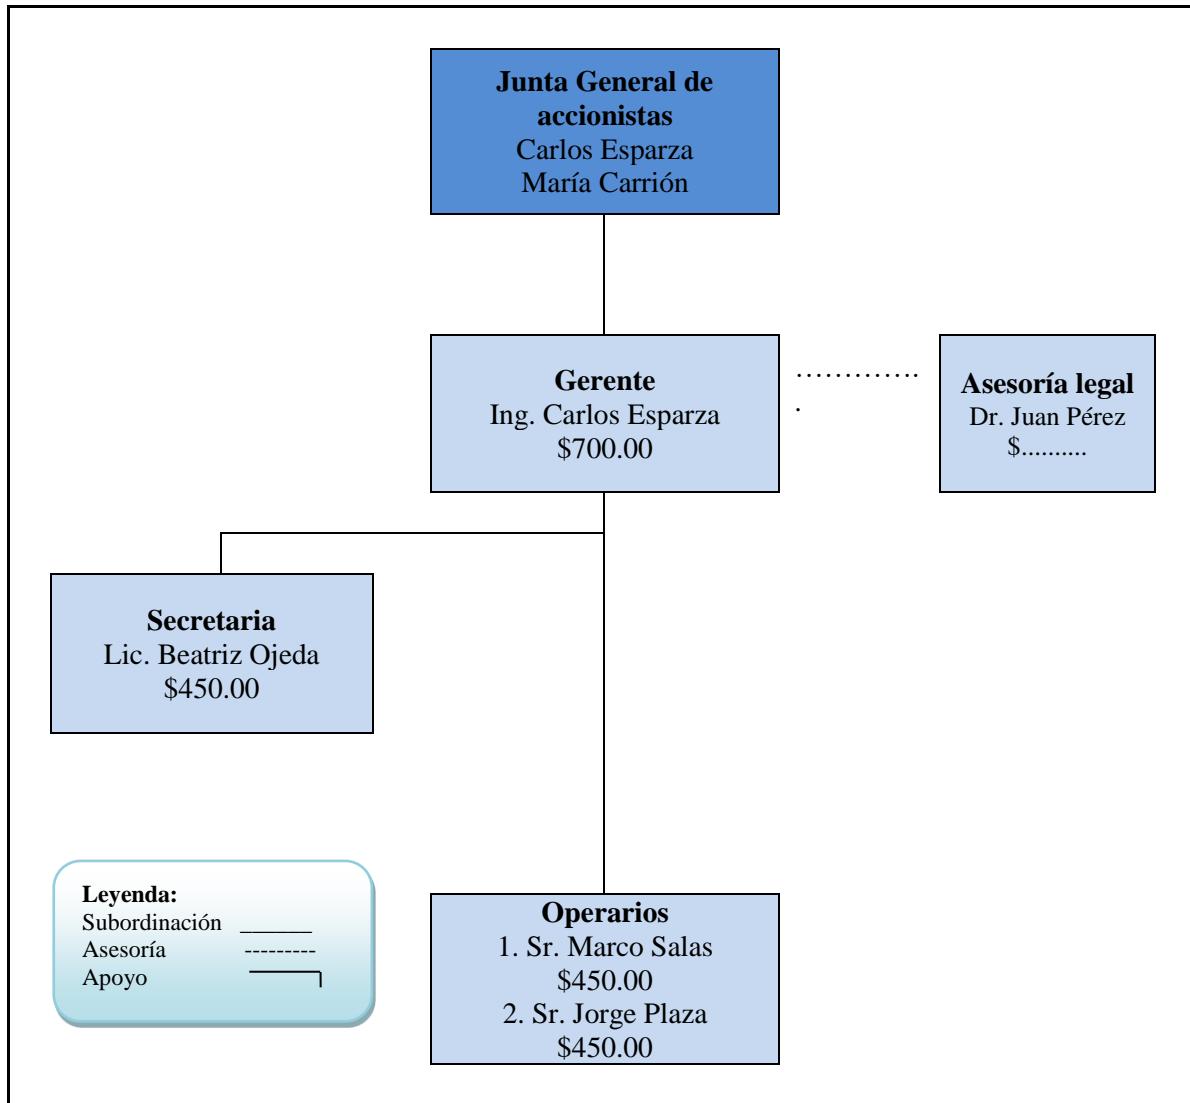 Junta General de
accionistas
Carlos Esparza
María Carrión
Gerente
Ing. Carlos Esparza
$700.00
………….
.
Asesoría legal
Dr. Juan Pérez
$..........
Secretaria
Lic. Beatriz Ojeda
$450.00
Leyenda:
Subordinación ______
Asesoría ---------
Apoyo
Operarios
1. Sr. Marco Salas
$450.00
2. Sr. Jorge Plaza
$450.00